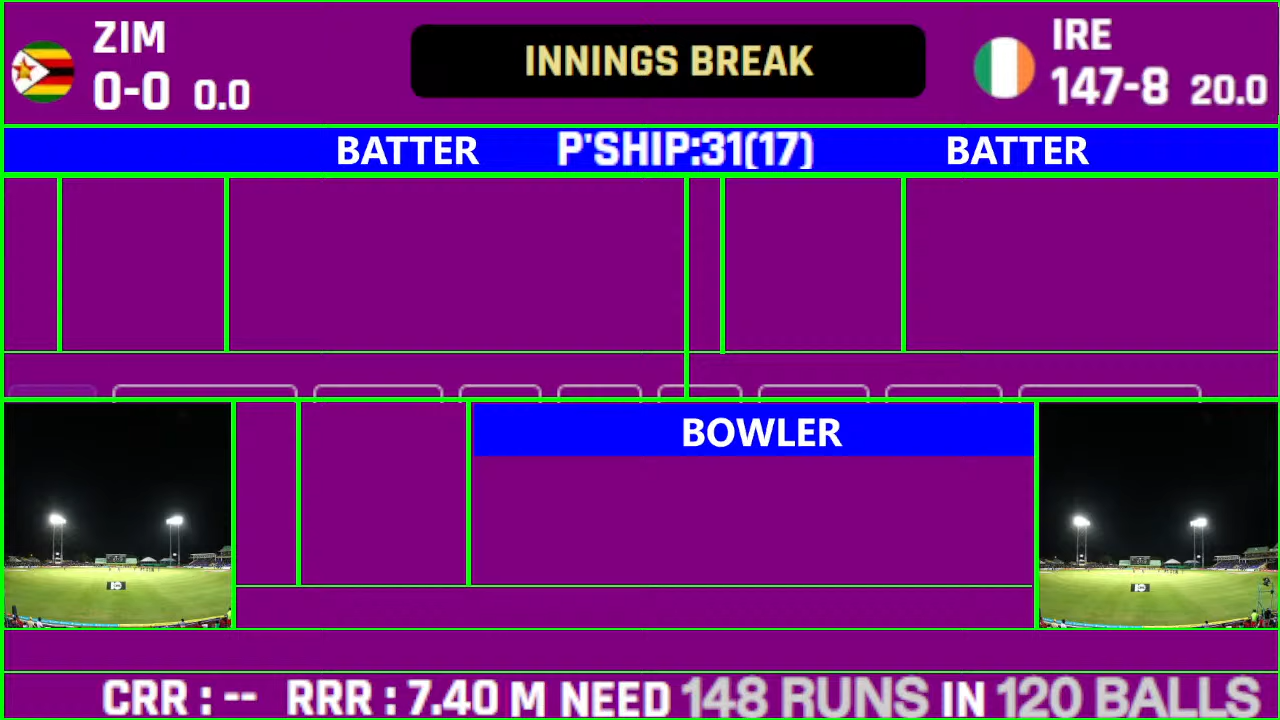 ZIM
0-0 0.0
INNINGS BREAK
IRE
147-8 20.0
BATTER P'SHIP:31(17) BATTER
BOWLER
CRR : -- RRR : 7.40 M NEED 148 RUNS IN 120 BALLS